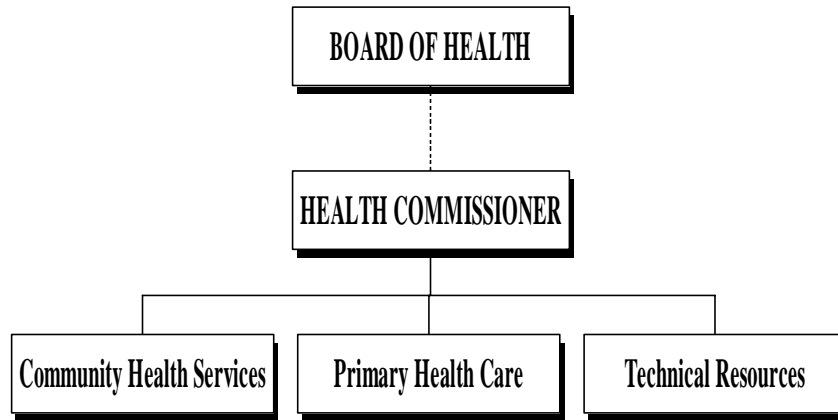 BOARD OF HEALTH
HEALTH COMMISSIONER
Community Health Services
Primary Health Care
Technical Resources